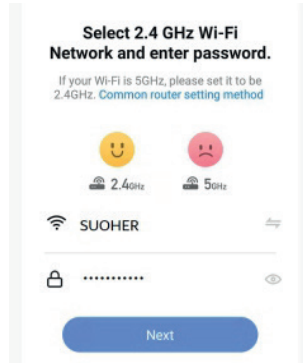 Select 2.4 GHz Wi-Fi
Network and enter password.
If your Wi-Fi is 5GHz, please set it to be
2.4GHz. Common router setting method
2.4GHz 5GHz
SUOHER
Next